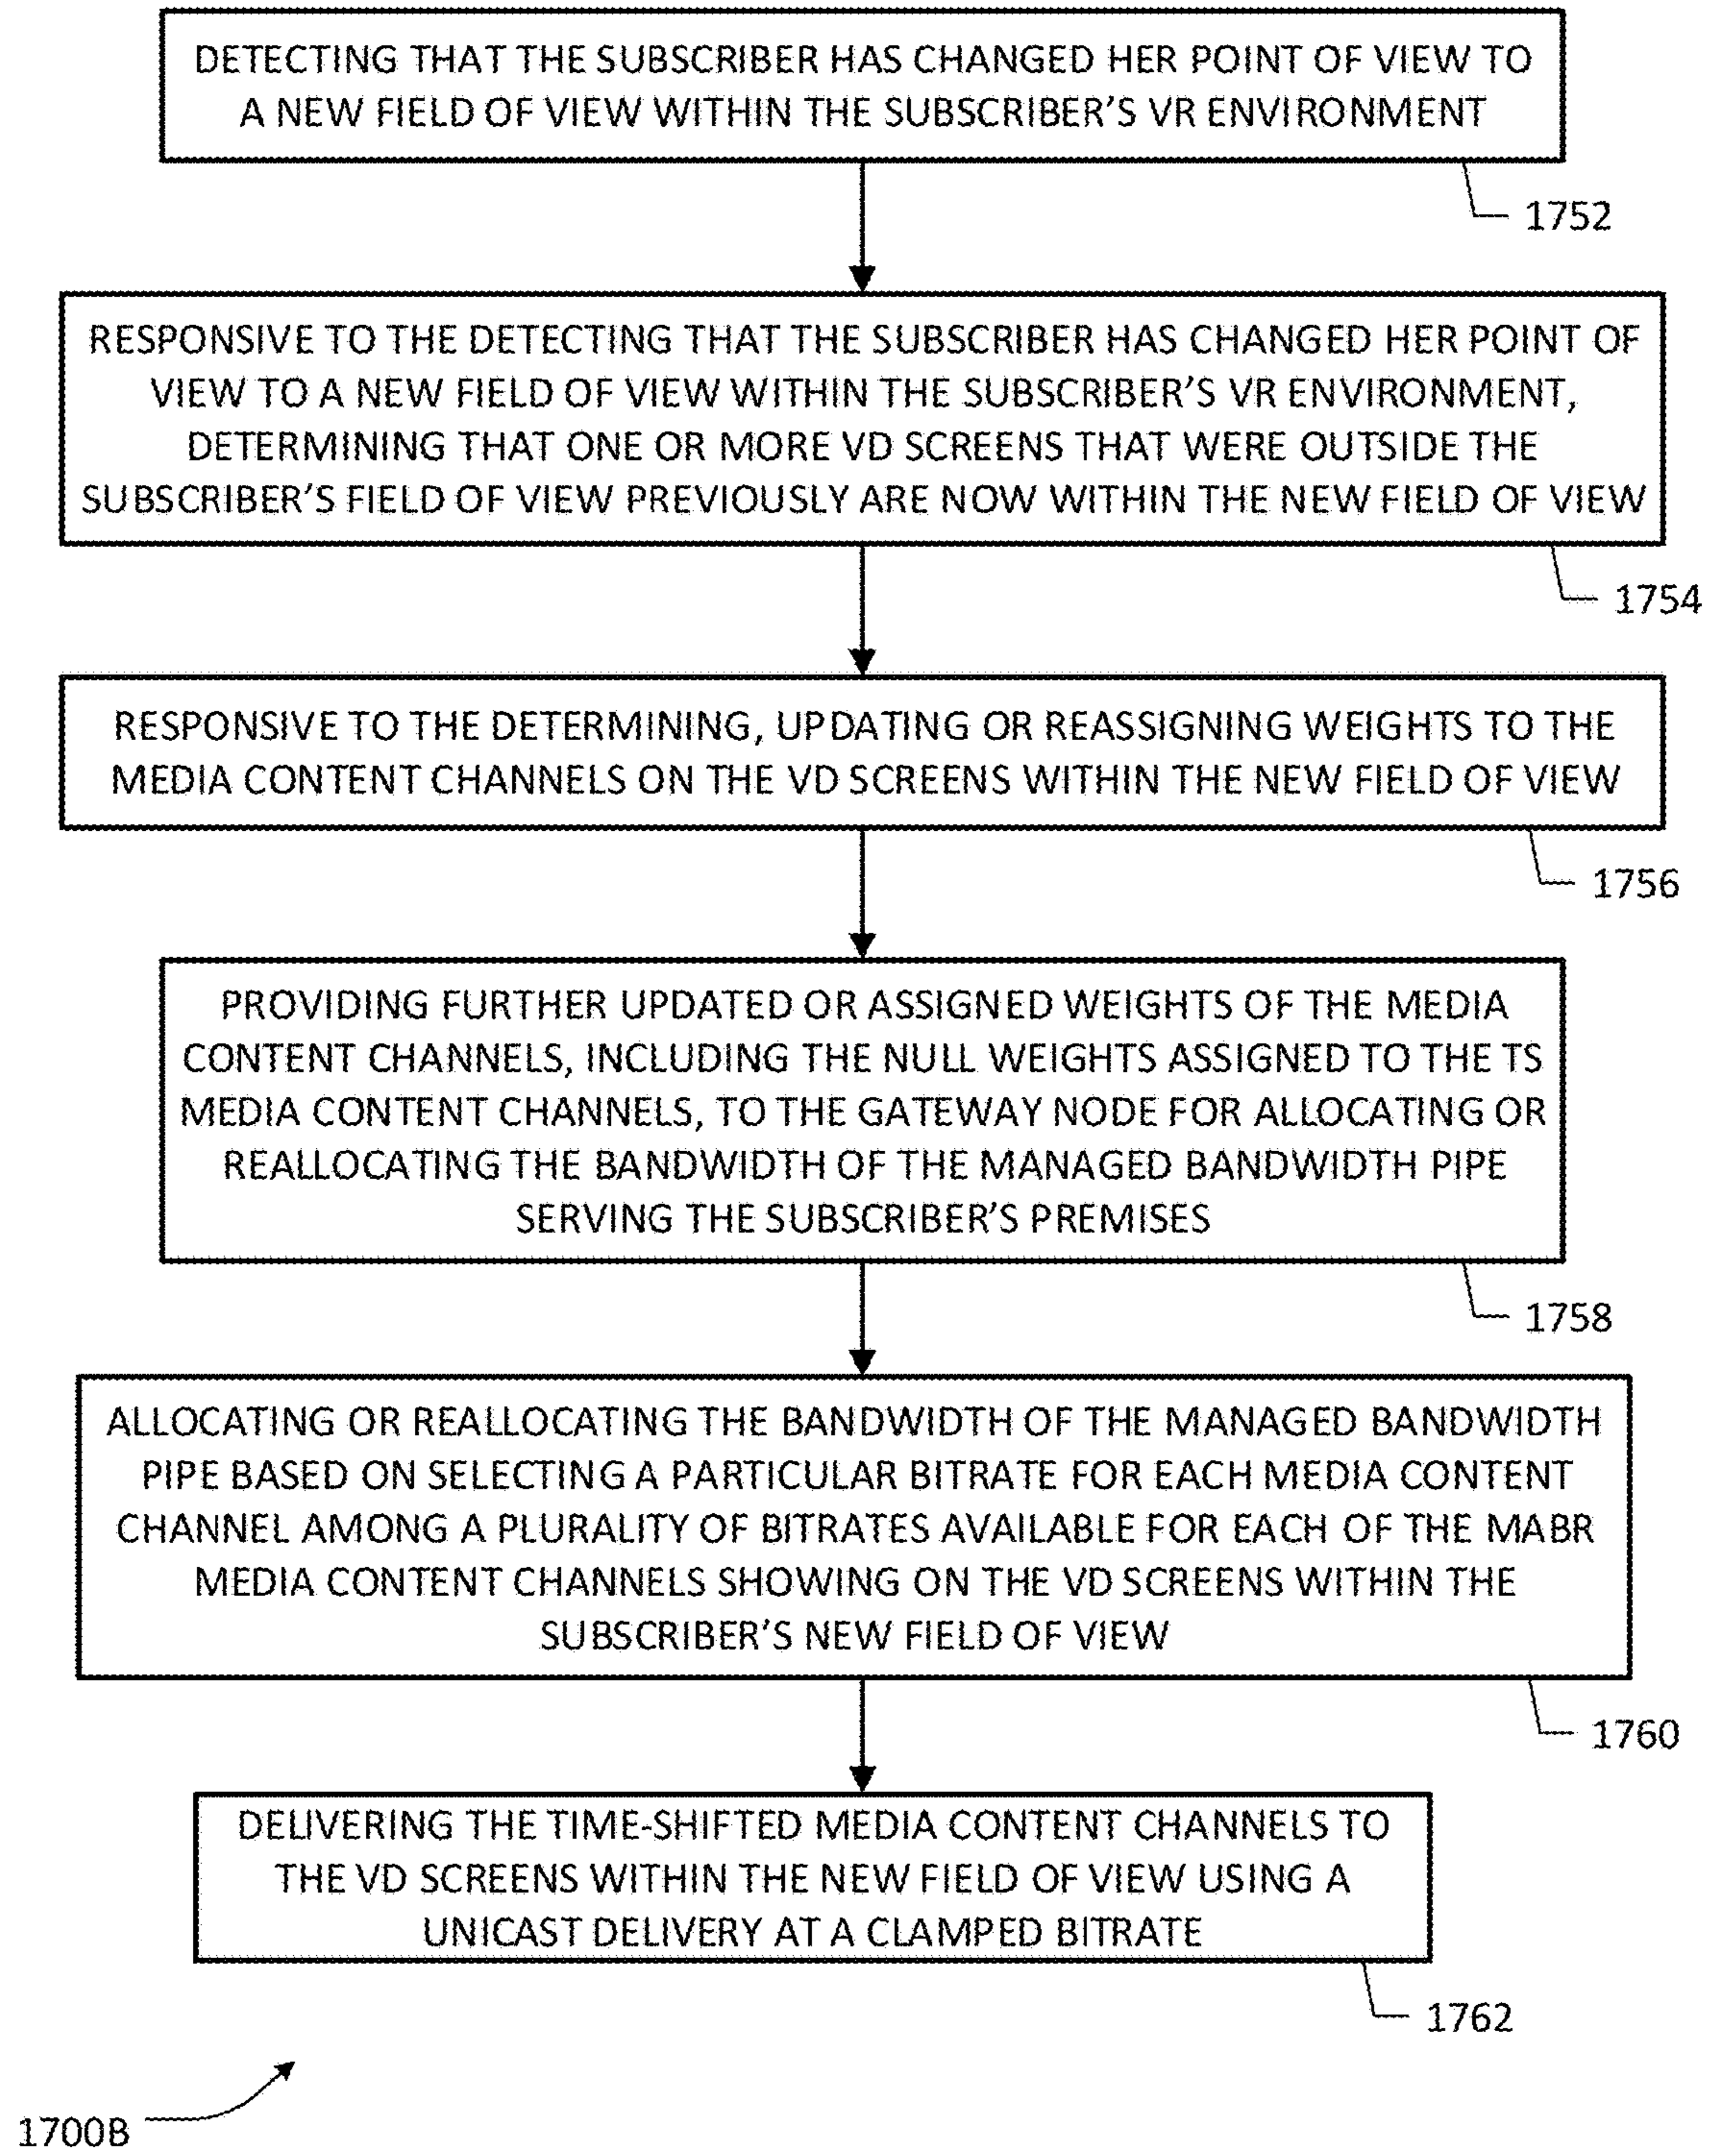 DETECTING THAT THE SUBSCRIBER HAS CHANGED HER POINT OF VIEW TO
A NEW FIELD OF VIEW WITHIN THE SUBSCRIBER'S VR ENVIRONMENT
1752
RESPONSIVE TO THE DETECTING THAT THE SUBSCRIBER HAS CHANGED HER POINT OF
VIEW TO A NEW FIELD OF VIEW WITHIN THE SUBSCRIBER'S VR ENVIRONMENT,
DETERMINING THAT ONE OR MORE VD SCREENS THAT WERE OUTSIDE THE
SUBSCRIBER'S FIELD OF VIEW PREVIOUSLY ARE NOW WITHIN THE NEW FIELD OF VIEW
1754
RESPONSIVE TO THE DETERMINING, UPDATING OR REASSIGNING WEIGHTS TO THE
MEDIA CONTENT CHANNELS ON THE VD SCREENS WITHIN THE NEW FIELD OF VIEW
1756
PROVIDING FURTHER UPDATED OR ASSIGNED WEIGHTS OF THE MEDIA
CONTENT CHANNELS, INCLUDING THE NULL WEIGHTS ASSIGNED TO THE TS
MEDIA CONTENT CHANNELS, TO THE GATEWAY NODE FOR ALLOCATING OR
REALLOCATING THE BANDWIDTH OF THE MANAGED BANDWIDTH PIPE
SERVING THE SUBSCRIBER'S PREMISES
1758
ALLOCATING OR REALLOCATING THE BANDWIDTH OF THE MANAGED BANDWIDTH
PIPE BASED ON SELECTING A PARTICULAR BITRATE FOR EACH MEDIA CONTENT
CHANNEL AMONG A PLURALITY OF BITRATES AVAILABLE FOR EACH OF THE MABR
MEDIA CONTENT CHANNELS SHOWING ON THE VD SCREENS WITHIN THE
SUBSCRIBER'S NEW FIELD OF VIEW
1760
DELIVERING THE TIME-SHIFTED MEDIA CONTENT CHANNELS TO
THE VD SCREENS WITHIN THE NEW FIELD OF VIEW USING A
UNICAST DELIVERY AT A CLAMPED BITRATE
1762
1700B